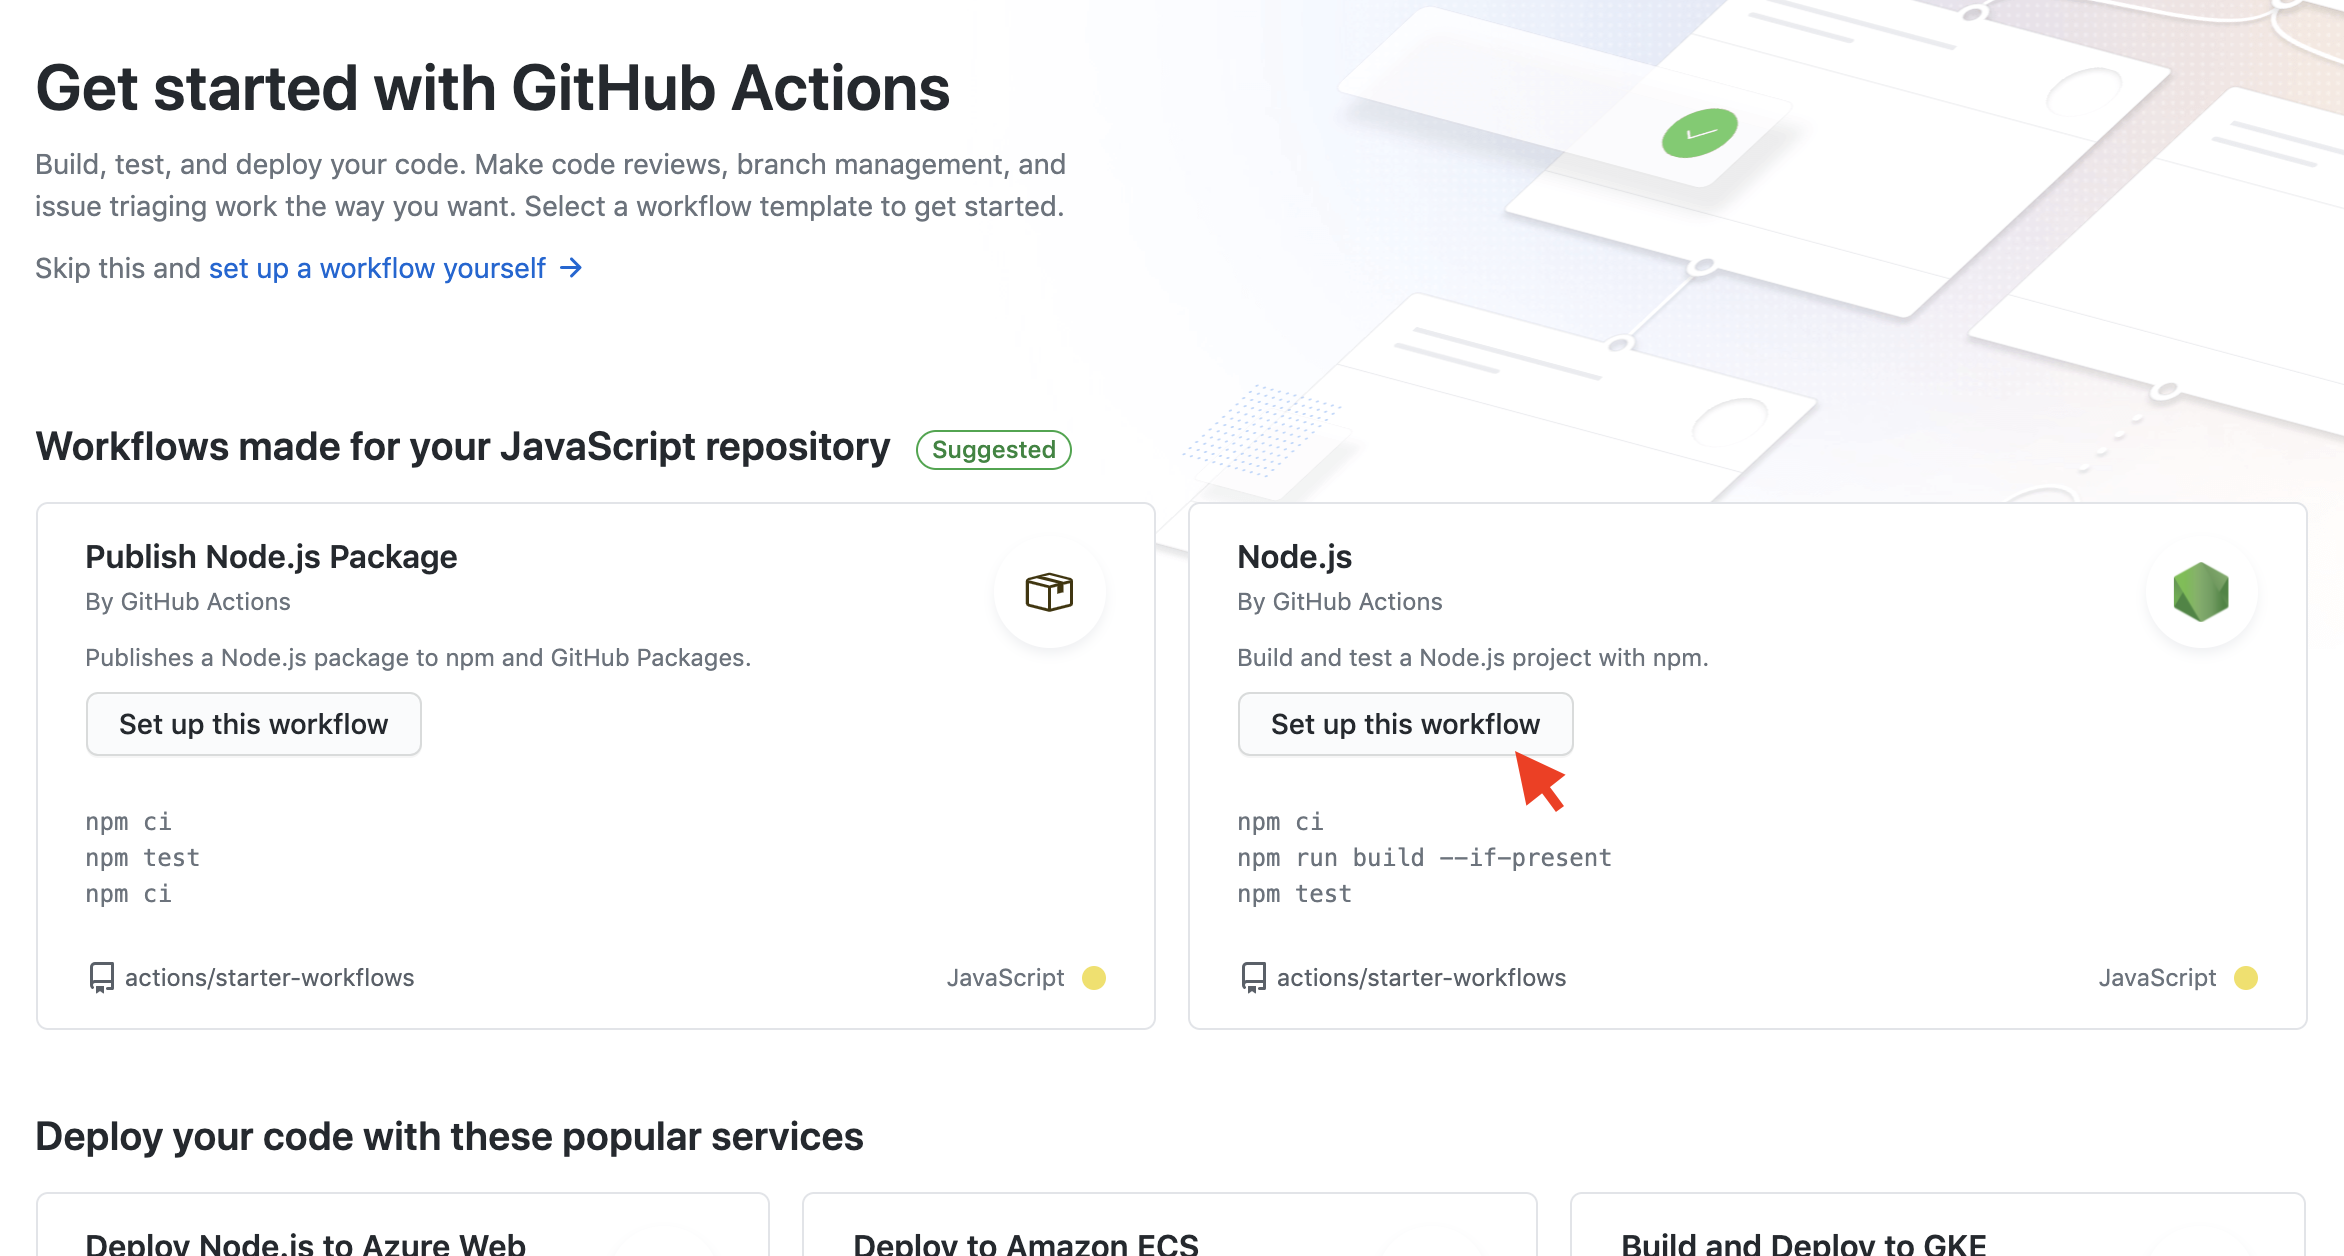 Get started with GitHub Actions
Build, test, and deploy your code. Make code reviews, branch management, and
issue triaging work the way you want. Select a workflow template to get started.
Skip this and set up a workflow yourself →
Workflows made for your JavaScript repository Suggested
Publish Node.js Package
By GitHub Actions
Publishes a Node.js package to npm and GitHub Packages.
Set up this workflow
npm ci
npm test
npm ci
actions/starter-workflows JavaScript
Node.js
By GitHub Actions
Build and test a Node.js project with npm.
Set up this workflow
npm ci
npm run build --if-present
npm test
actions/starter-workflows JavaScript
Deploy your code with these popular services
Deploy Node.js to Azure Web
Deploy to Amazon ECS
Build and Deploy to GKE